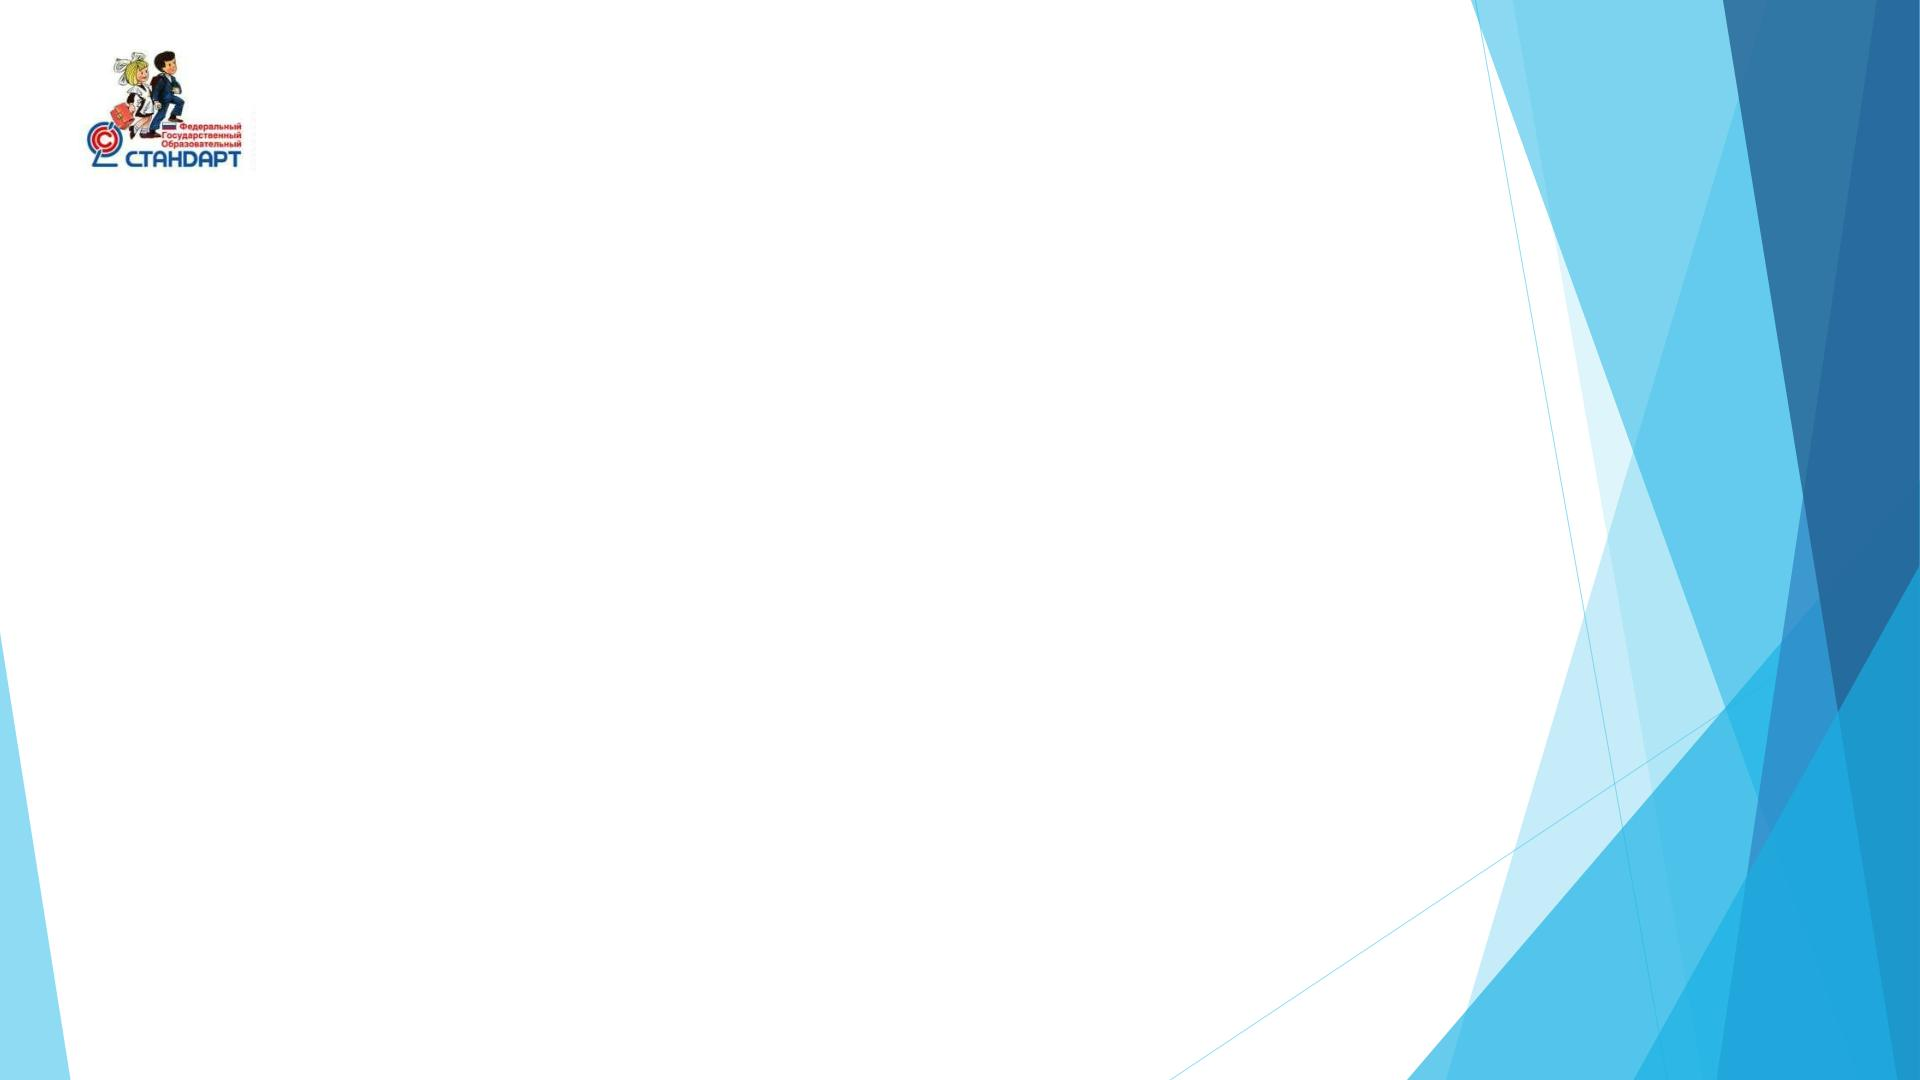 Федеральный
Государственный
Образовательный
СТАНДАРТ